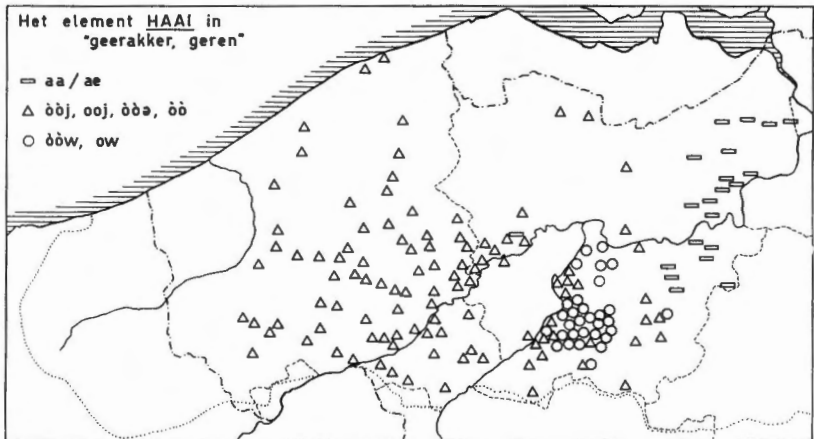 Het element HAAI in
"geerakker, geren"
aa / ae
òòj, ooj, òòə, òò
òòw, ow